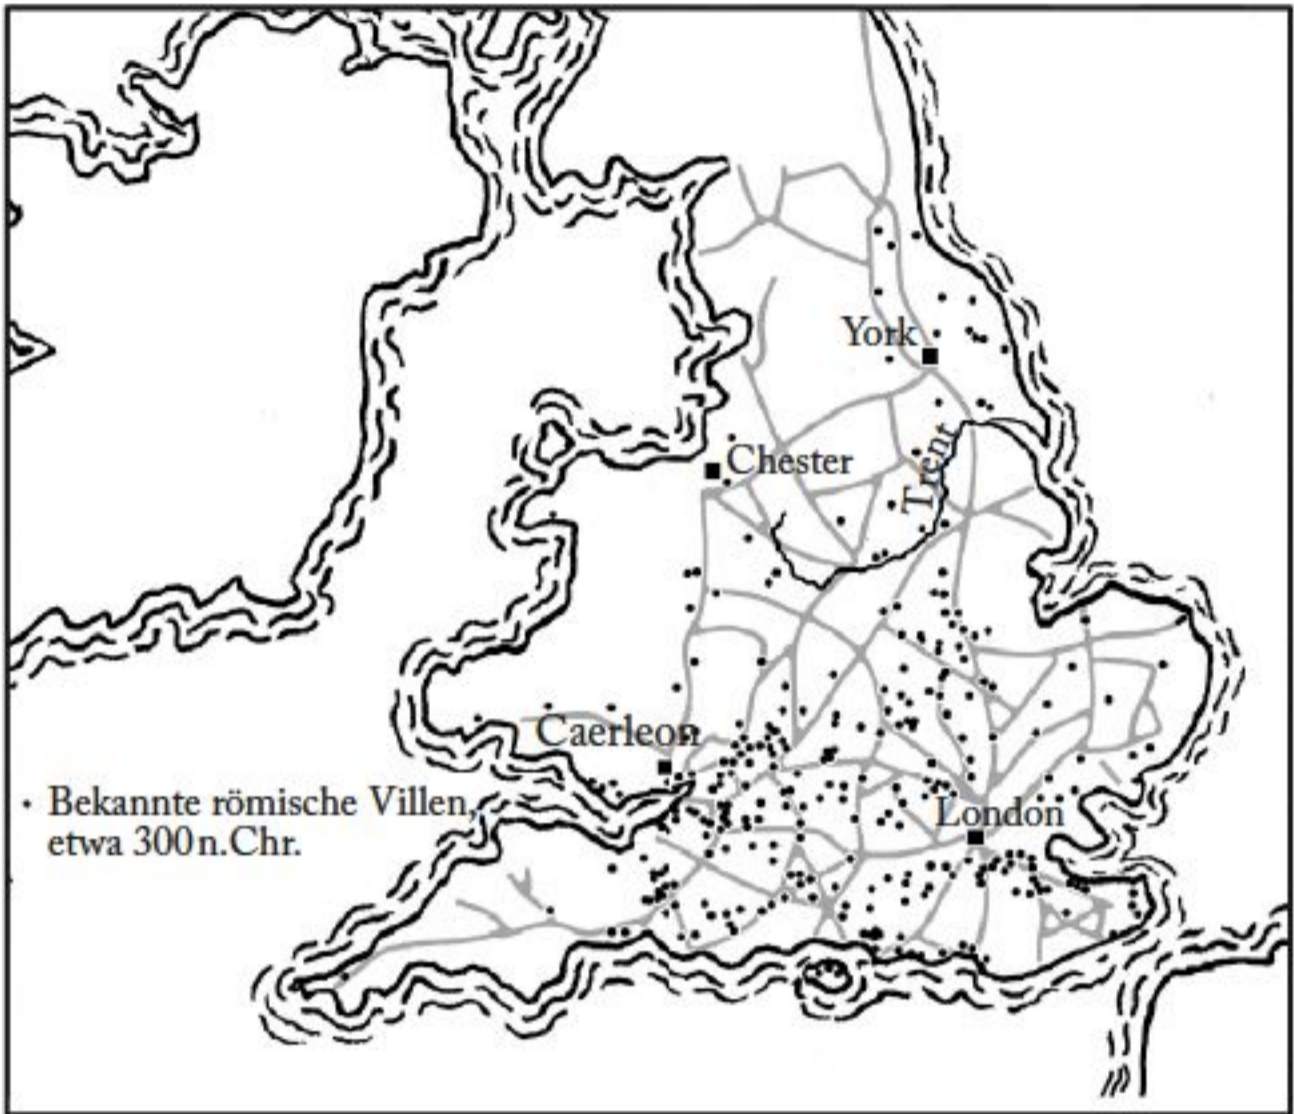 York
Chester
Trent
Caerleon
· Bekannte römische Villen,
etwa 300 n. Chr.
London